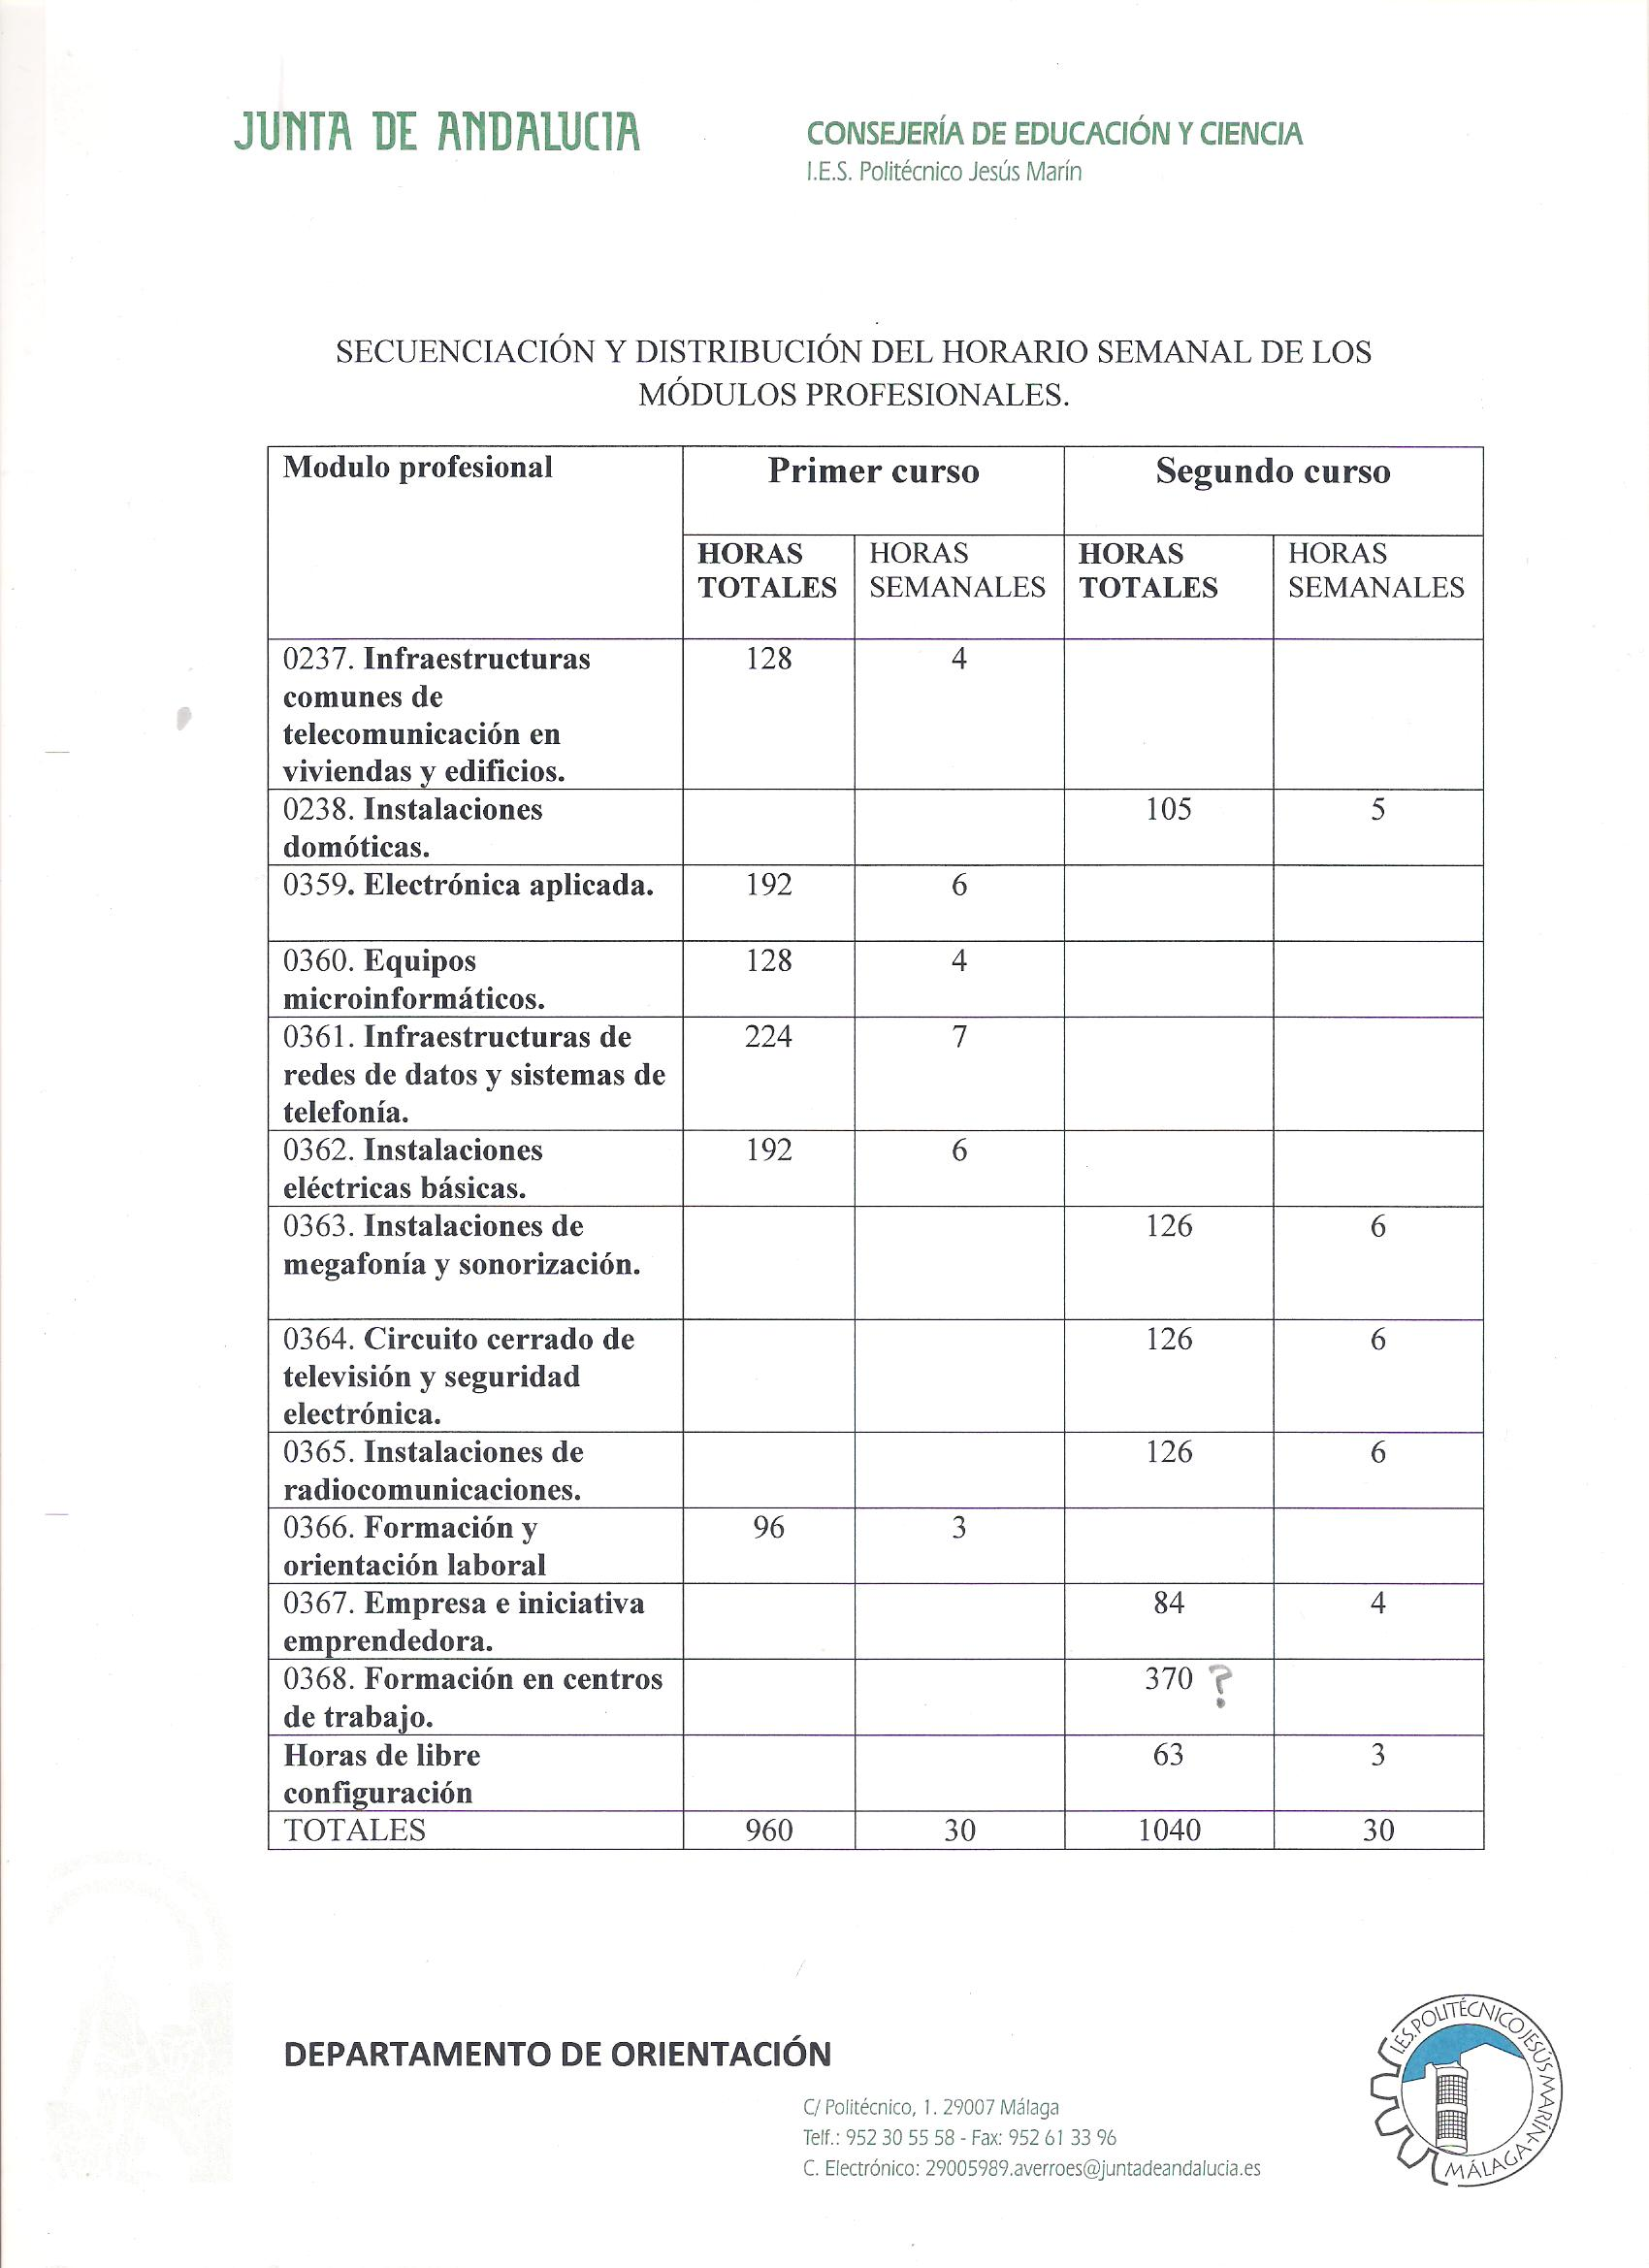 JUNTA DE ANDALUCIA
CONSEJERÍA DE EDUCACIÓN Y CIENCIA
I.E.S. Politécnico Jesús Marín
SECUENCIACIÓN Y DISTRIBUCIÓN DEL HORARIO SEMANAL DE LOS
MÓDULOS PROFESIONALES.
Modulo profesional
Primer curso
Segundo curso
HORAS TOTALES
HORAS SEMANALES
HORAS TOTALES
HORAS SEMANALES
0237. Infraestructuras
comunes de
telecomunicación en
viviendas y edificios.
128
4
0238. Instalaciones
domóticas.
105
5
0359. Electrónica aplicada.
192
6
0360. Equipos
microinformáticos.
128
4
0361. Infraestructuras de
redes de datos y sistemas de
telefonía.
224
7
0362. Instalaciones
eléctricas básicas.
192
6
0363. Instalaciones de
megafonía y sonorización.
126
6
0364. Circuito cerrado de
televisión y seguridad
electrónica.
126
6
0365. Instalaciones de
radiocomunicaciones.
126
6
0366. Formación y
orientación laboral
96
3
0367. Empresa e iniciativa
emprendedora.
84
4
0368. Formación en centros
de trabajo.
370 ?
Horas de libre
configuración
63
3
TOTALES
960
30
1040
30
DEPARTAMENTO DE ORIENTACIÓN
C/ Politécnico, 1. 29007 Málaga
Telf.: 952 30 55 58 - Fax: 952 61 33 96
C. Electrónico: 29005989.averroes@juntadeandalucia.es
I.E.S. POLITÉCNICO JESÚS MARÍN-MÁLAGA